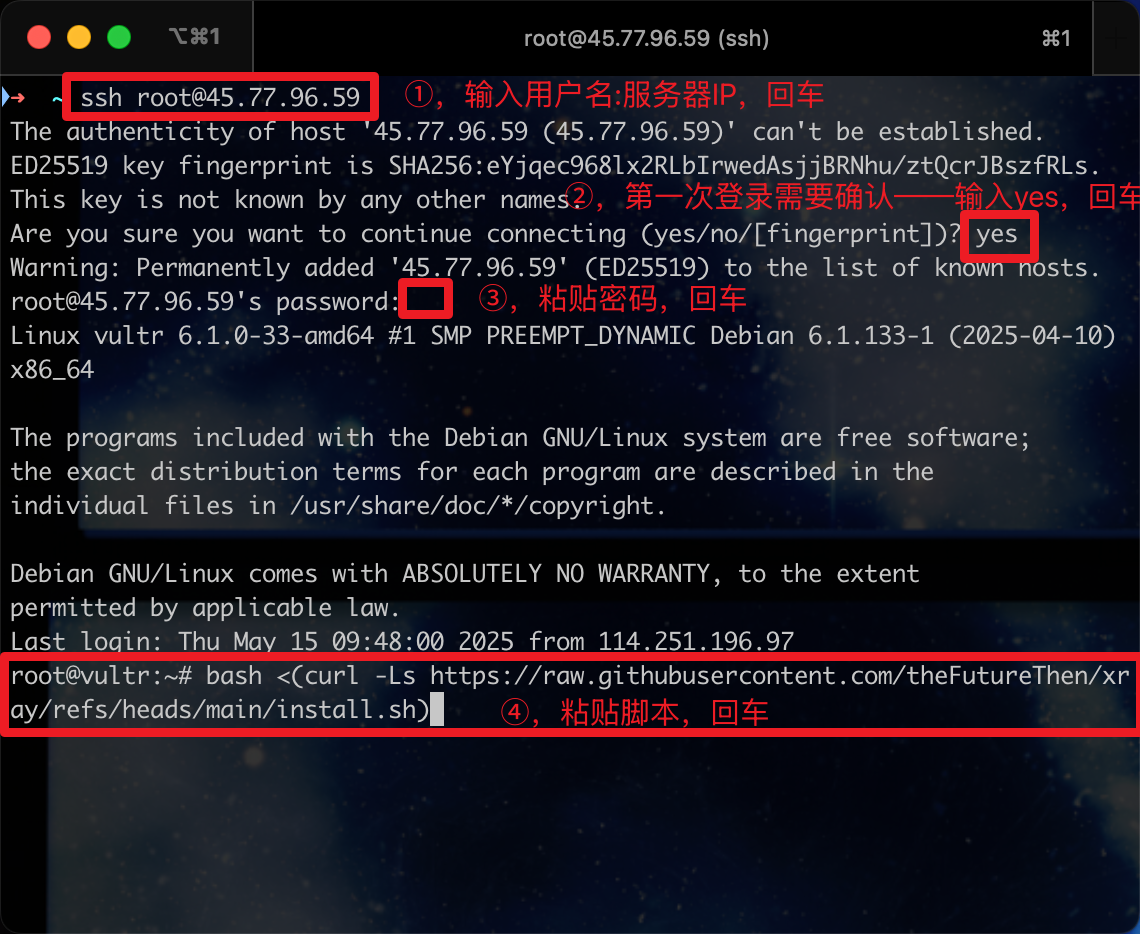 ⌥⌘1
root@45.77.96.59 (ssh)
⌘1
➜ ~ ssh root@45.77.96.59 ①，输入用户名:服务器IP，回车
The authenticity of host '45.77.96.59 (45.77.96.59)' can't be established.
ED25519 key fingerprint is SHA256:eYjqec968lx2RLbIrwedAsjjBRNhu/ztQcrJBszfRLs.
This key is not known by any other names.
②，第一次登录需要确认——输入yes，回车
Are you sure you want to continue connecting (yes/no/[fingerprint])? yes
Warning: Permanently added '45.77.96.59' (ED25519) to the list of known hosts.
root@45.77.96.59's password: ③，粘贴密码，回车
Linux vultr 6.1.0-33-amd64 #1 SMP PREEMPT_DYNAMIC Debian 6.1.133-1 (2025-04-10)
x86_64
The programs included with the Debian GNU/Linux system are free software;
the exact distribution terms for each program are described in the
individual files in /usr/share/doc/*/copyright.
Debian GNU/Linux comes with ABSOLUTELY NO WARRANTY, to the extent
permitted by applicable law.
Last login: Thu May 15 09:48:00 2025 from 114.251.196.97
root@vultr:~# bash <(curl -Ls https://raw.githubusercontent.com/theFutureThen/xr
ay/refs/heads/main/install.sh) ④，粘贴脚本，回车